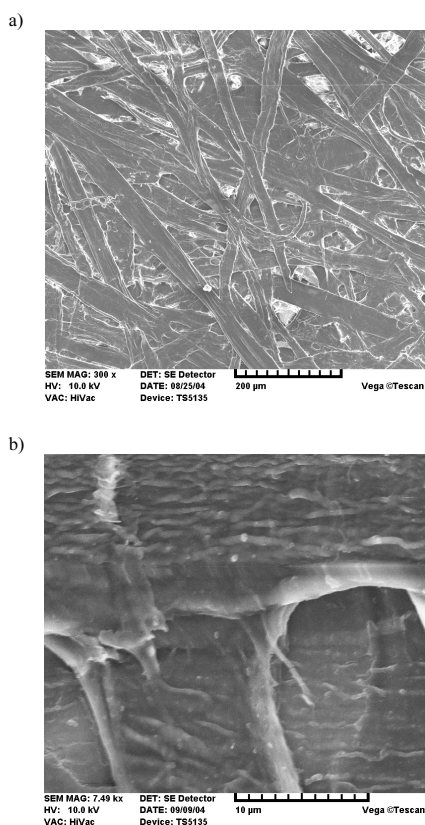 a)
SEM MAG: 300 x DET: SE Detector
HV: 10.0 kV DATE: 08/25/04 200 µm Vega ©Tescan
VAC: HiVac Device: TS5135
b)
SEM MAG: 7.49 kx DET: SE Detector
HV: 10.0 kV DATE: 09/09/04 10 µm Vega ©Tescan
VAC: HiVac Device: TS5135